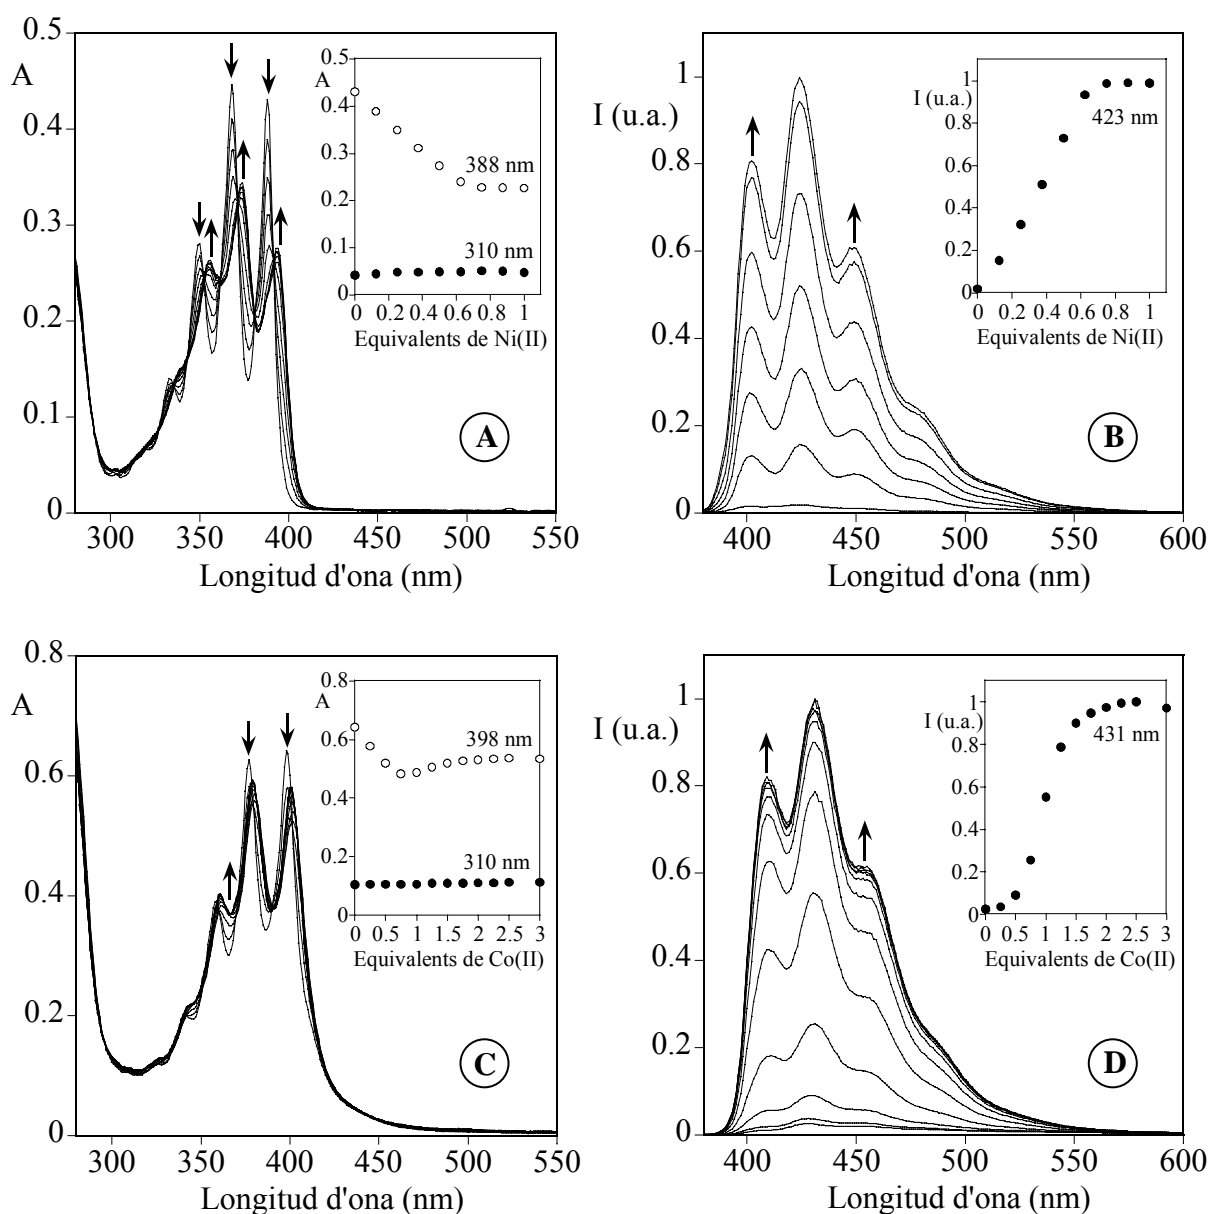 0.5
A
0.4
0.3
0.2
0.1
0
300 350 400 450 500 550
Longitud d'ona (nm)
A
0.5
A
0.4
0.3
0.2
0.1
0
388 nm
310 nm
0 0.2 0.4 0.6 0.8 1
Equivalents de Ni(II)
1
I (u.a.)
0.8
0.6
0.4
0.2
0
400 450 500 550 600
Longitud d'ona (nm)
B
1
I (u.a.)
0.8
0.6
0.4
0.2
0
423 nm
0 0.2 0.4 0.6 0.8 1
Equivalents de Ni(II)
0.8
A
0.6
0.4
0.2
0
300 350 400 450 500 550
Longitud d'ona (nm)
C
0.8
A
0.6
0.4
0.2
0
398 nm
310 nm
0 0.5 1 1.5 2 2.5 3
Equivalents de Co(II)
1
I (u.a.)
0.8
0.6
0.4
0.2
0
400 450 500 550 600
Longitud d'ona (nm)
D
1
I (u.a.)
0.8
0.6
0.4
0.2
0
431 nm
0 0.5 1 1.5 2 2.5 3
Equivalents de Co(II)